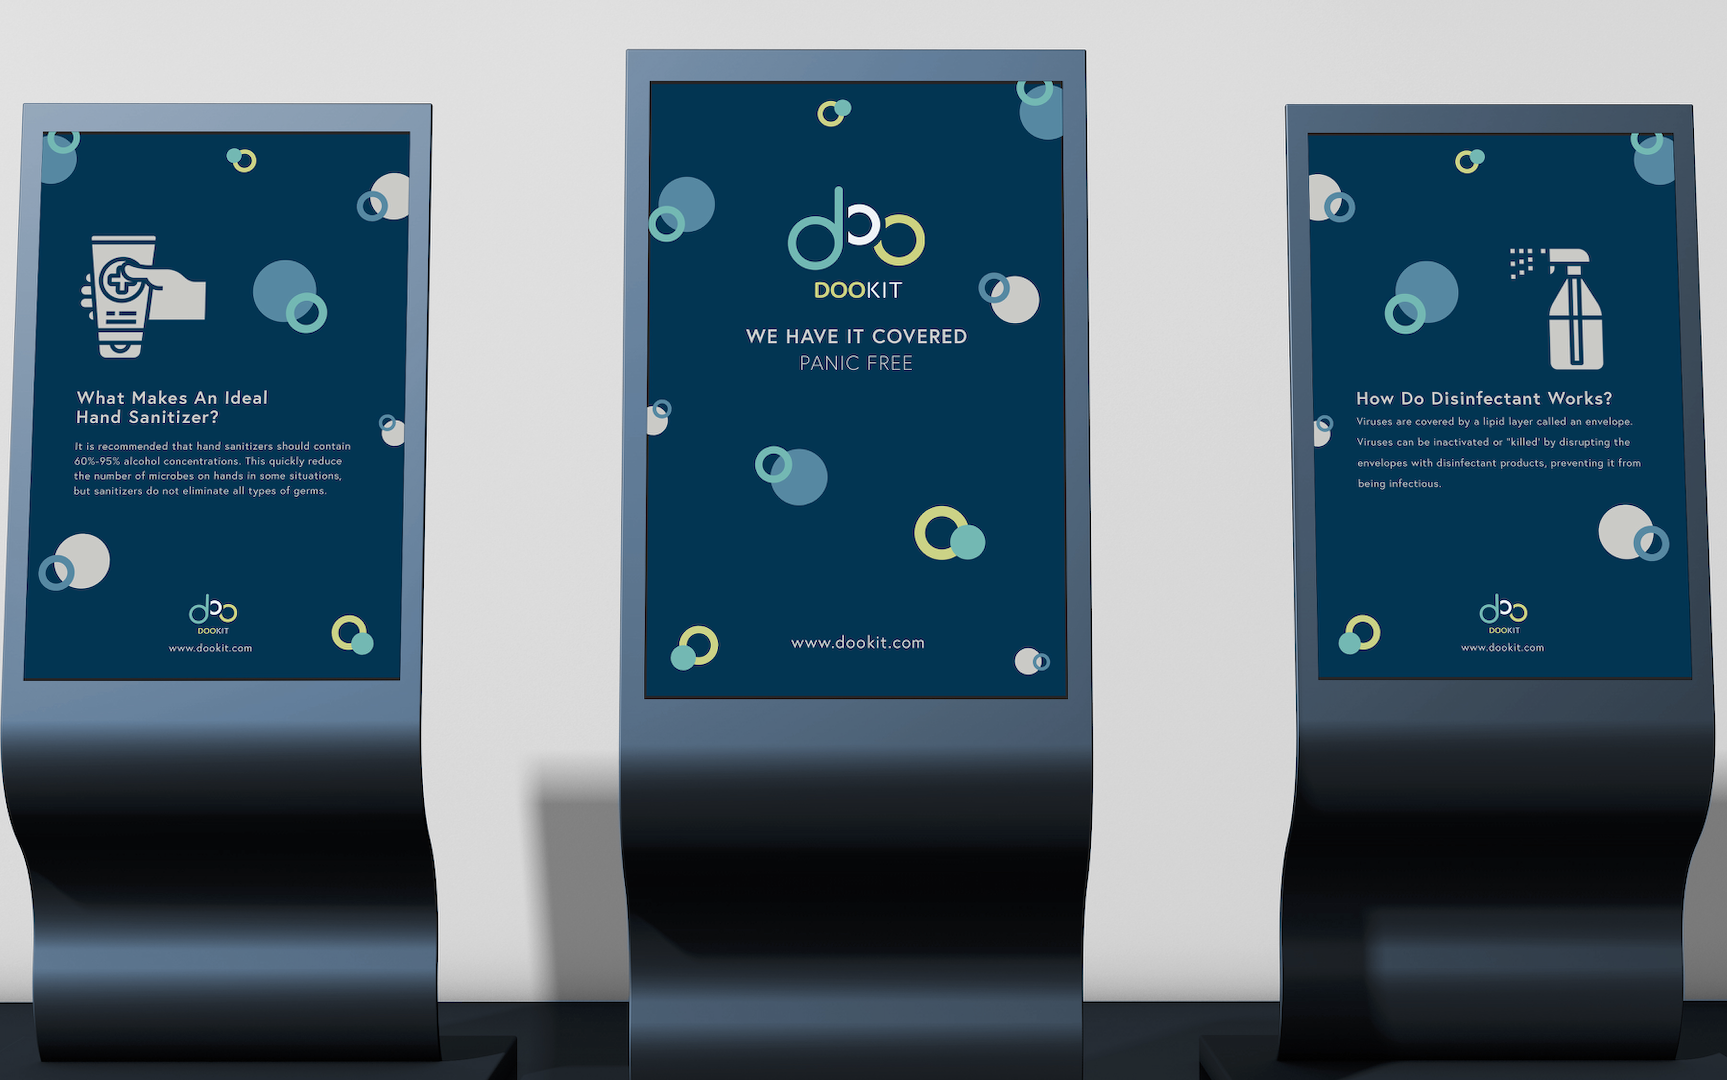 What Makes An Ideal
Hand Sanitizer?
It is recommended that hand sanitizers should contain
60%-95% alcohol concentrations. This quickly reduce
the number of microbes on hands in some situations,
but sanitizers do not eliminate all types of germs.
doo
DOOKIT
www.dookit.com
doo
DOOKIT
WE HAVE IT COVERED
PANIC FREE
www.dookit.com
How Do Disinfectant Works?
Viruses are covered by a lipid layer called an envelope.
Viruses can be inactivated or "killed' by disrupting the
envelopes with disinfectant products, preventing it from
being infectious.
doo
DOOKIT
www.dookit.com